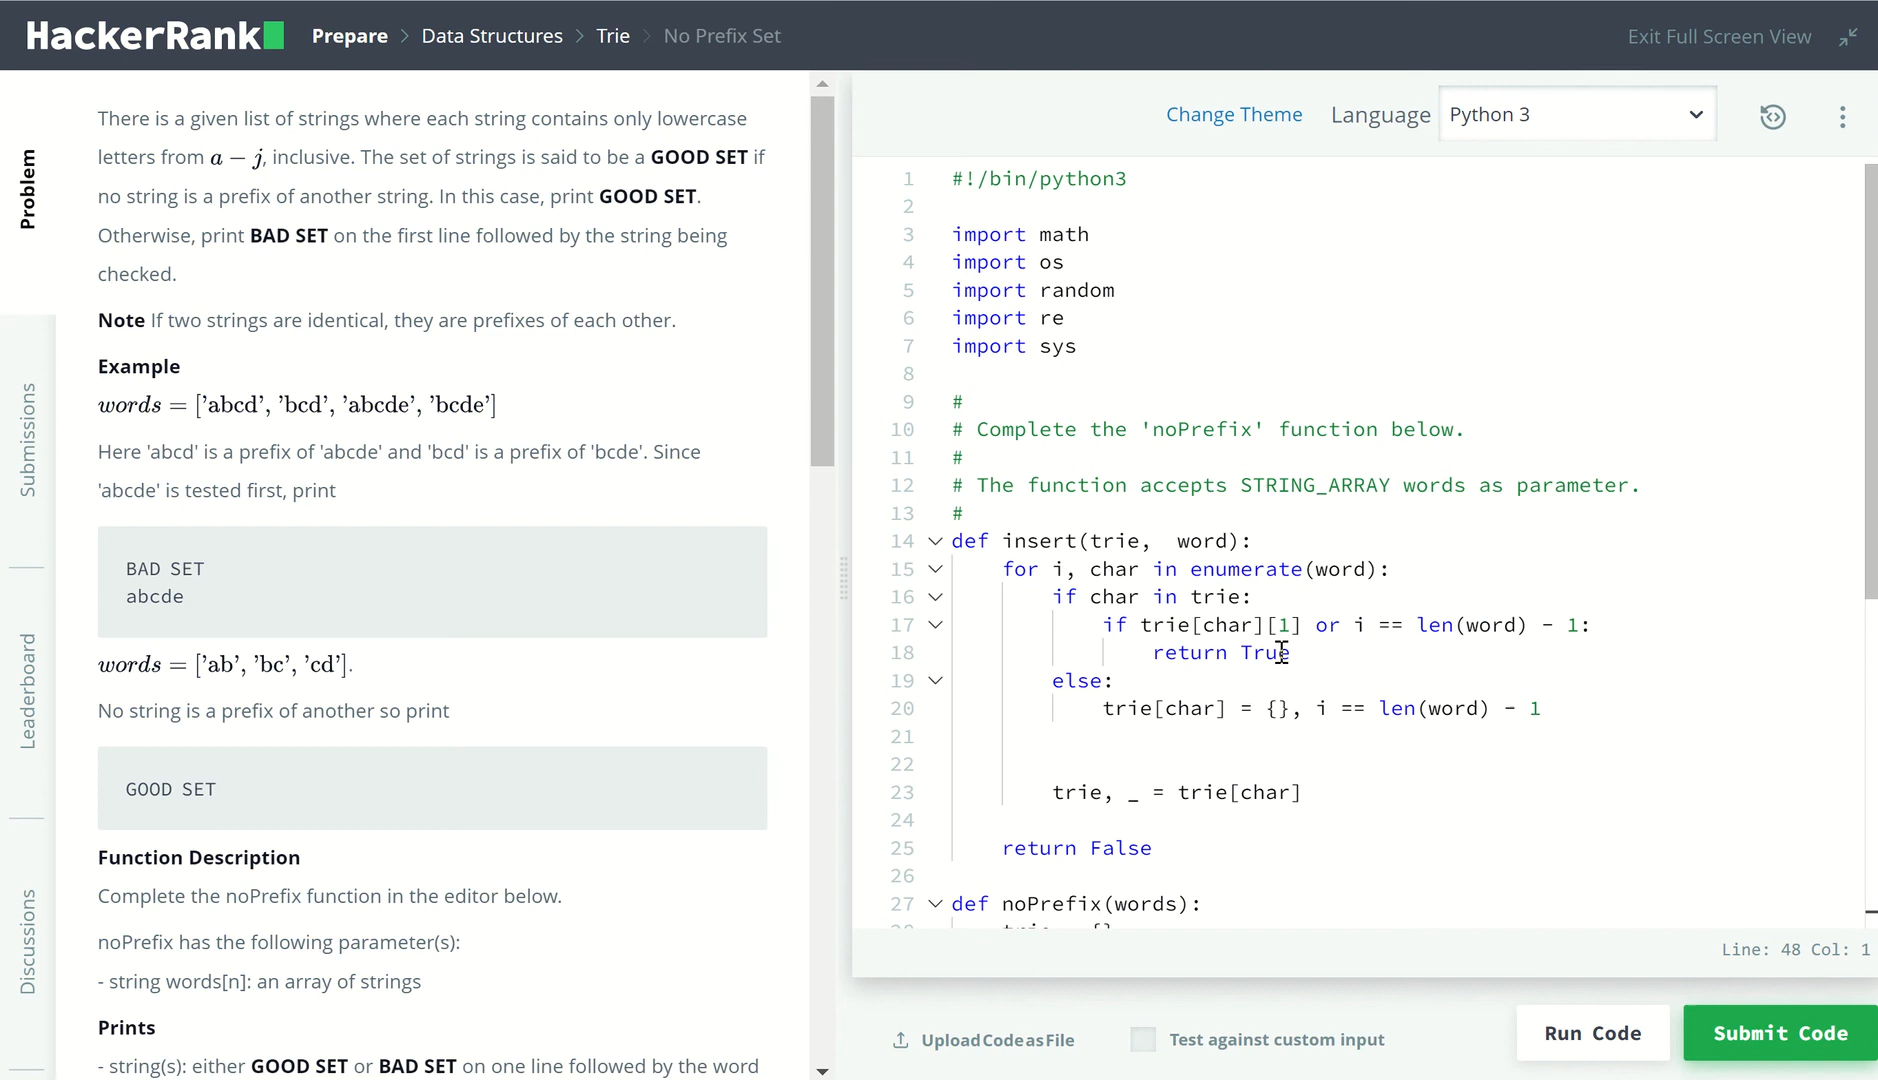 HackerRank Prepare > Data Structures > Trie > No Prefix Set Exit Full Screen View
Problem
Submissions
Leaderboard
Discussions
There is a given list of strings where each string contains only lowercase
letters from a − j, inclusive. The set of strings is said to be a GOOD SET if
no string is a prefix of another string. In this case, print GOOD SET.
Otherwise, print BAD SET on the first line followed by the string being
checked.
Note If two strings are identical, they are prefixes of each other.
Example
words = ['abcd', 'bcd', 'abcde', 'bcde']
Here 'abcd' is a prefix of 'abcde' and 'bcd' is a prefix of 'bcde'. Since
'abcde' is tested first, print
BAD SET
abcde
words = ['ab', 'bc', 'cd'].
No string is a prefix of another so print
GOOD SET
Function Description
Complete the noPrefix function in the editor below.
noPrefix has the following parameter(s):
- string words[n]: an array of strings
Prints
- string(s): either GOOD SET or BAD SET on one line followed by the word
Change Theme Language Python 3
1 #!/bin/python3
2
3 import math
4 import os
5 import random
6 import re
7 import sys
8
9 #
10 # Complete the 'noPrefix' function below.
11 #
12 # The function accepts STRING_ARRAY words as parameter.
13 #
14 def insert(trie,  word):
15     for i, char in enumerate(word):
16         if char in trie:
17             if trie[char][1] or i == len(word) - 1:
18                 return True
19         else:
20             trie[char] = {}, i == len(word) - 1
21
22
23         trie, _ = trie[char]
24
25     return False
26
27 def noPrefix(words):
Line: 48 Col: 1
Upload Code as File Test against custom input Run Code Submit Code